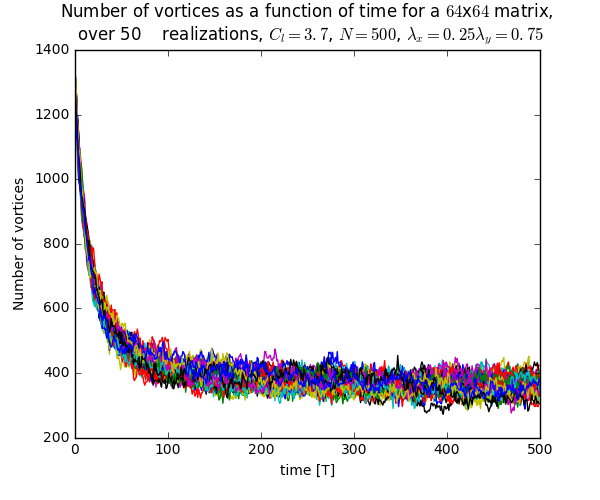 Number of vortices as a function of time for a 64x64 matrix,
over 50 realizations, C_l = 3.7, N = 500, λ_x = 0.25λ_y = 0.75
1400
1200
1000
800
600
400
200
Number of vortices
0 100 200 300 400 500
time [T]